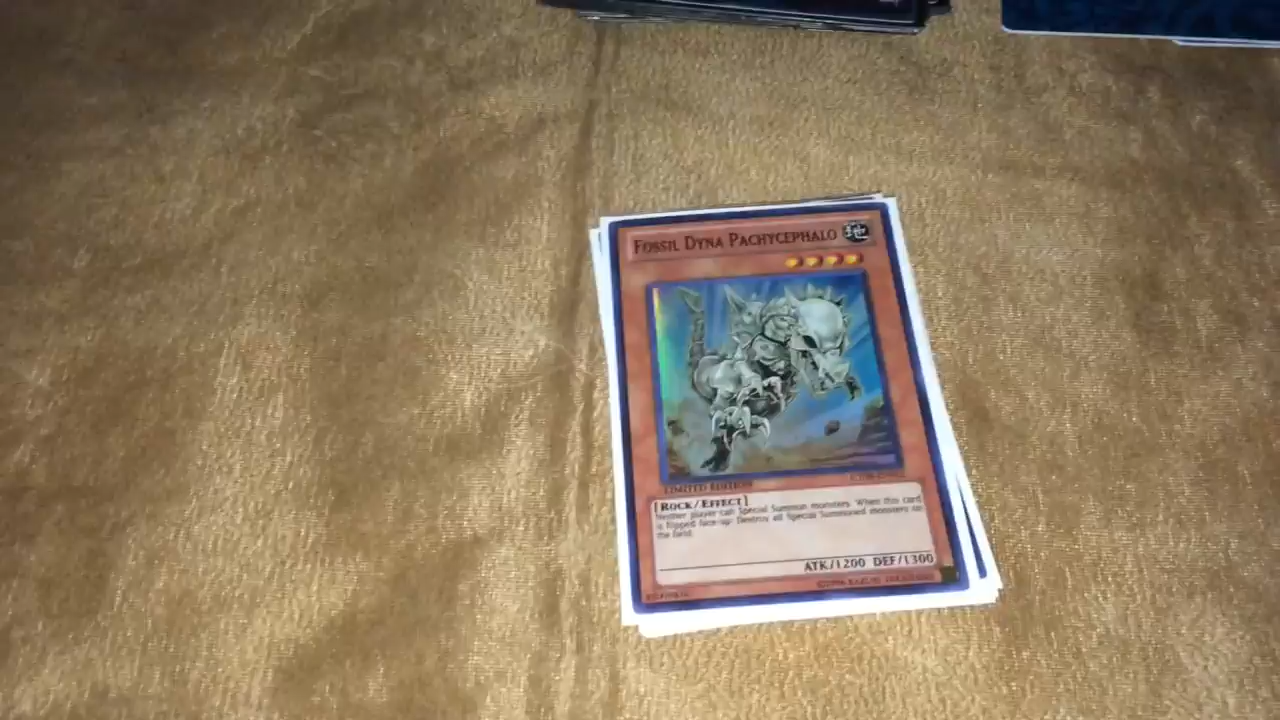 FOSSIL DYNA PACHYCEPHALO
LIMITED EDITION
[ROCK/EFFECT]
Neither player can Special Summon monsters. When this card
is flipped face-up: Destroy all Special Summoned monsters on
the field.
ATK/1200 DEF/1300